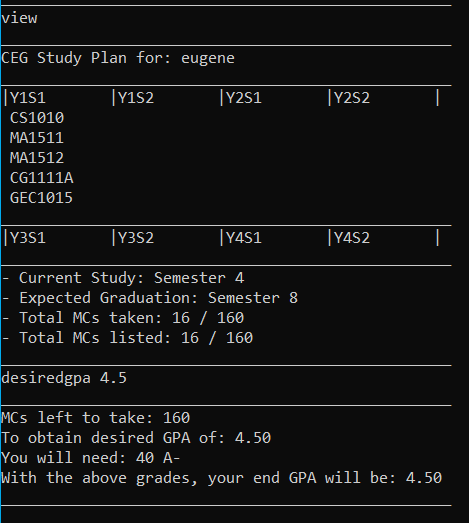 view
CEG Study Plan for: eugene
|Y1S1 |Y1S2 |Y2S1 |Y2S2 |
CS1010
MA1511
MA1512
CG1111A
GEC1015
|Y3S1 |Y3S2 |Y4S1 |Y4S2 |
- Current Study: Semester 4
- Expected Graduation: Semester 8
- Total MCs taken: 16 / 160
- Total MCs listed: 16 / 160
desiredgpa 4.5
MCs left to take: 160
To obtain desired GPA of: 4.50
You will need: 40 A-
With the above grades, your end GPA will be: 4.50